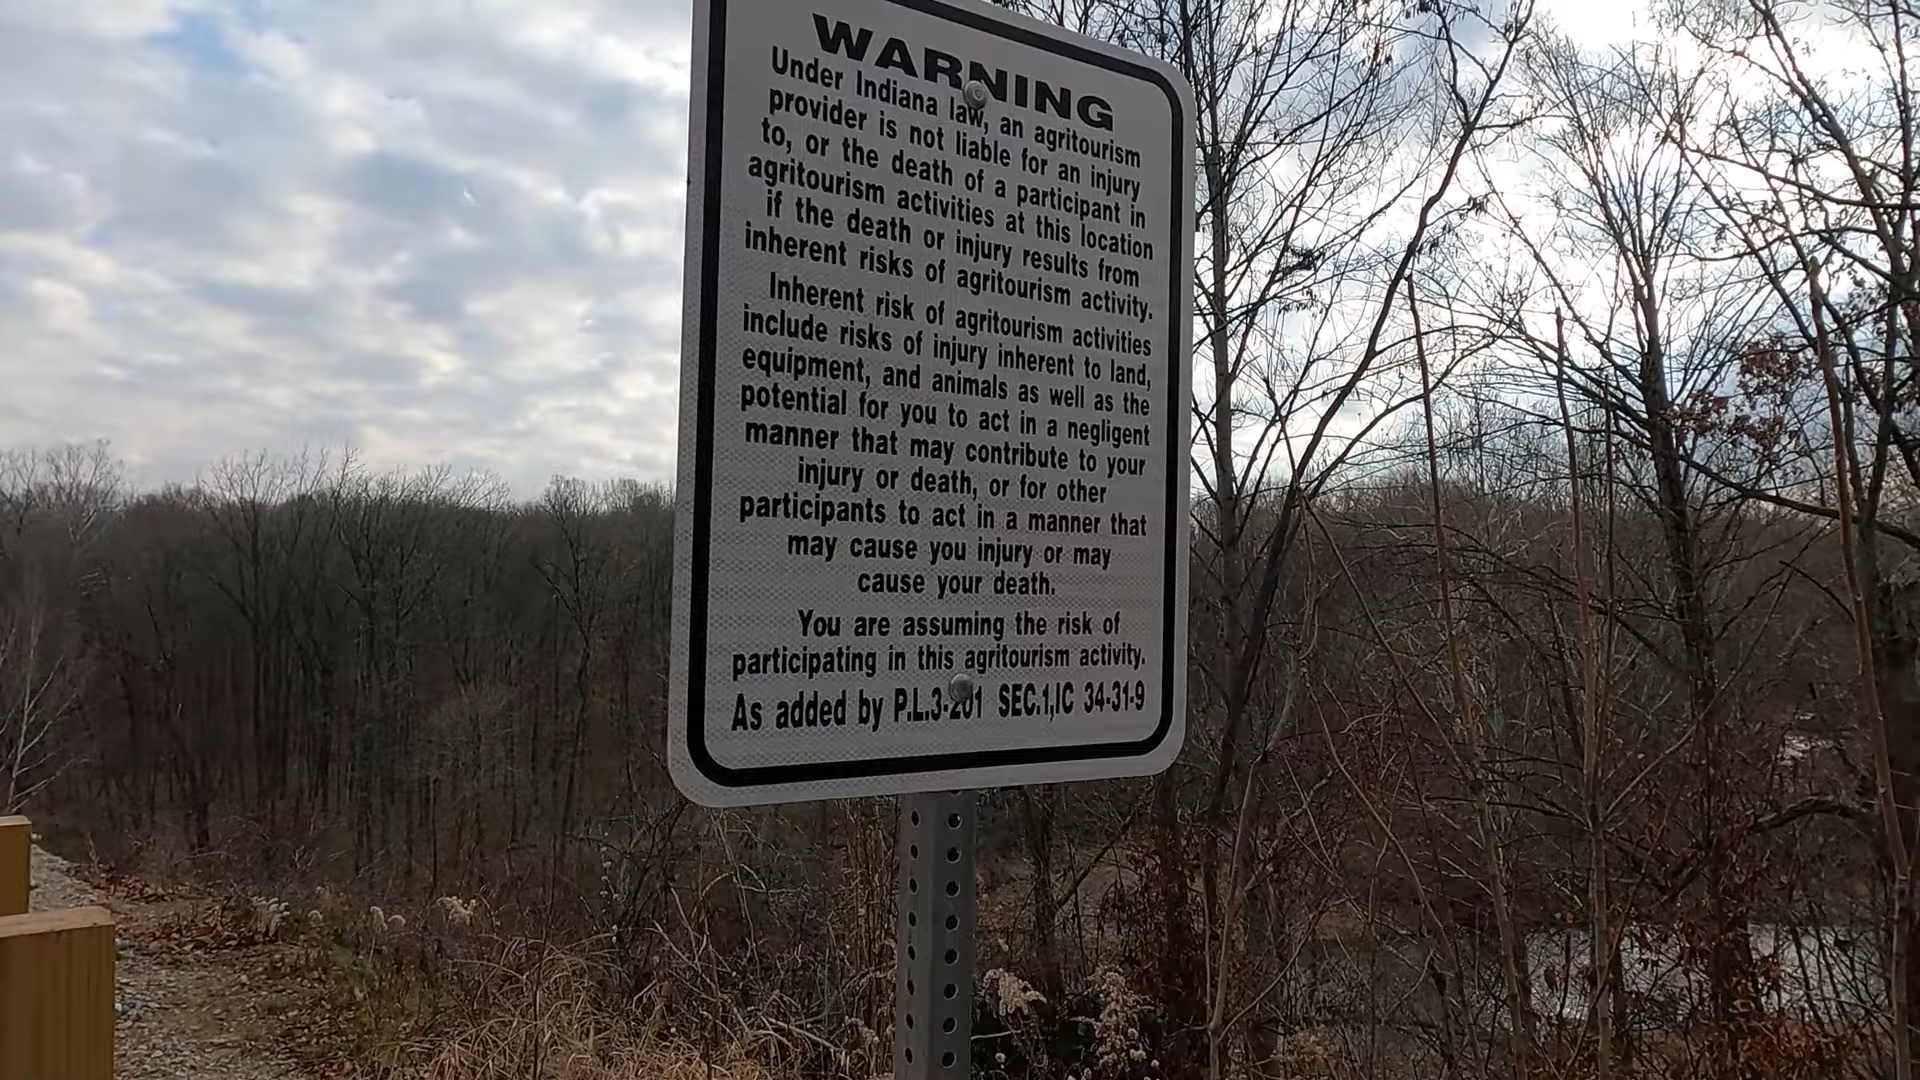 WARNING
Under Indiana law, an agritourism
provider is not liable for an injury
to, or the death of a participant in
agritourism activities at this location
if the death or injury results from
inherent risks of agritourism activity.
Inherent risk of agritourism activities
include risks of injury inherent to land,
equipment, and animals as well as the
potential for you to act in a negligent
manner that may contribute to your
injury or death, or for other
participants to act in a manner that
may cause you injury or may
cause your death.
You are assuming the risk of
participating in this agritourism activity.
As added by P.L.3-201 SEC.1,IC 34-31-9